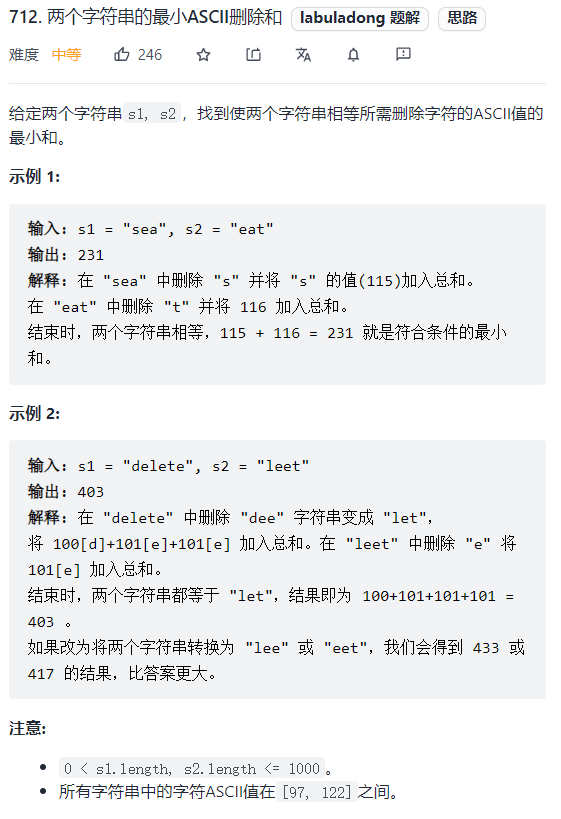 712. 两个字符串的最小ASCII删除和 labuladong 题解 思路
难度 中等 246
给定两个字符串s1, s2，找到使两个字符串相等所需删除字符的ASCII值的
最小和。
示例 1:
输入: s1 = "sea", s2 = "eat"
输出: 231
解释: 在 "sea" 中删除 "s" 并将 "s" 的值(115)加入总和。
在 "eat" 中删除 "t" 并将 116 加入总和。
结束时，两个字符串相等，115 + 116 = 231 就是符合条件的最小
和。
示例 2:
输入: s1 = "delete", s2 = "leet"
输出: 403
解释: 在 "delete" 中删除 "dee" 字符串变成 "let"，
将 100[d]+101[e]+101[e] 加入总和。在 "leet" 中删除 "e" 将
101[e] 加入总和。
结束时，两个字符串都等于 "let"，结果即为 100+101+101+101 =
403 。
如果改为将两个字符串转换为 "lee" 或 "eet"，我们会得到 433 或
417 的结果，比答案更大。
注意:
• 0 < s1.length, s2.length <= 1000。
• 所有字符串中的字符ASCII值在[97, 122]之间。